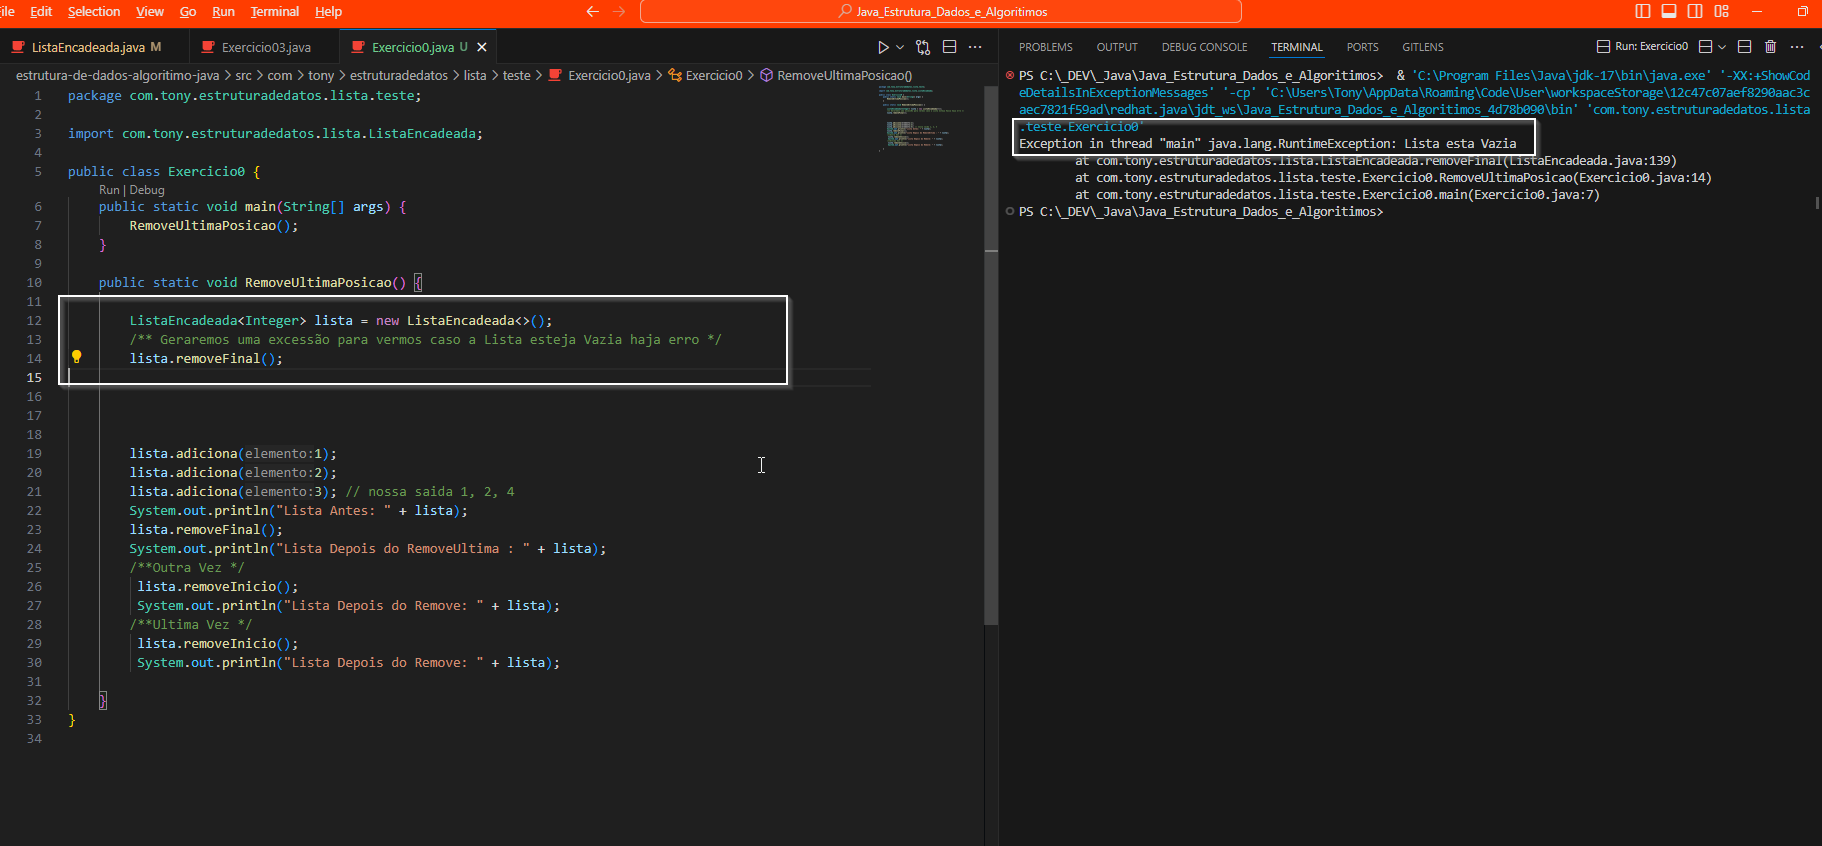 ile Edit Selection View Go Run Terminal Help
Java_Estrutura_Dados_e_Algoritimos
ListaEncadeada.java M
Exercicio03.java
Exercicio0.java U
estrutura-de-dados-algoritimo-java > src > com > tony > estruturadedatos > lista > teste > Exercicio0.java > Exercicio0 > RemoveUltimaPosicao()
1 package com.tony.estruturadedatos.lista.teste;
2
3 import com.tony.estruturadedatos.lista.ListaEncadeada;
4
5 public class Exercicio0 {
Run | Debug
6 public static void main(String[] args) {
7 RemoveUltimaPosicao();
8 }
9
10 public static void RemoveUltimaPosicao() {
11
12 ListaEncadeada<Integer> lista = new ListaEncadeada<>();
13 /** Geraremos uma excessão para vermos caso a Lista esteja Vazia haja erro */
14 lista.removeFinal();
15
16
17
18
19 lista.adiciona(elemento:1);
20 lista.adiciona(elemento:2);
21 lista.adiciona(elemento:3); // nossa saida 1, 2, 4
22 System.out.println("Lista Antes: " + lista);
23 lista.removeFinal();
24 System.out.println("Lista Depois do RemoveUltima : " + lista);
25 /**Outra Vez */
26 lista.removeInicio();
27 System.out.println("Lista Depois do Remove: " + lista);
28 /**Ultima Vez */
29 lista.removeInicio();
30 System.out.println("Lista Depois do Remove: " + lista);
31
32 }
33 }
34
PROBLEMS OUTPUT DEBUG CONSOLE TERMINAL PORTS GITLENS
Run: Exercicio0
PS C:\_DEV\_Java\Java_Estrutura_Dados_e_Algoritimos> & 'C:\Program Files\Java\jdk-17\bin\java.exe' '-XX:+ShowCod
eDetailsInExceptionMessages' '-cp' 'C:\Users\Tony\AppData\Roaming\Code\User\workspaceStorage\12c47c07aef8290aac3c
aec7821f59ad\redhat.java\jdt_ws\Java_Estrutura_Dados_e_Algoritimos_4d78b090\bin' 'com.tony.estruturadedatos.lista
.teste.Exercicio0'
Exception in thread "main" java.lang.RuntimeException: Lista esta Vazia
at com.tony.estruturadedatos.lista.ListaEncadeada.removeFinal(ListaEncadeada.java:139)
at com.tony.estruturadedatos.lista.teste.Exercicio0.RemoveUltimaPosicao(Exercicio0.java:14)
at com.tony.estruturadedatos.lista.teste.Exercicio0.main(Exercicio0.java:7)
PS C:\_DEV\_Java\Java_Estrutura_Dados_e_Algoritimos>